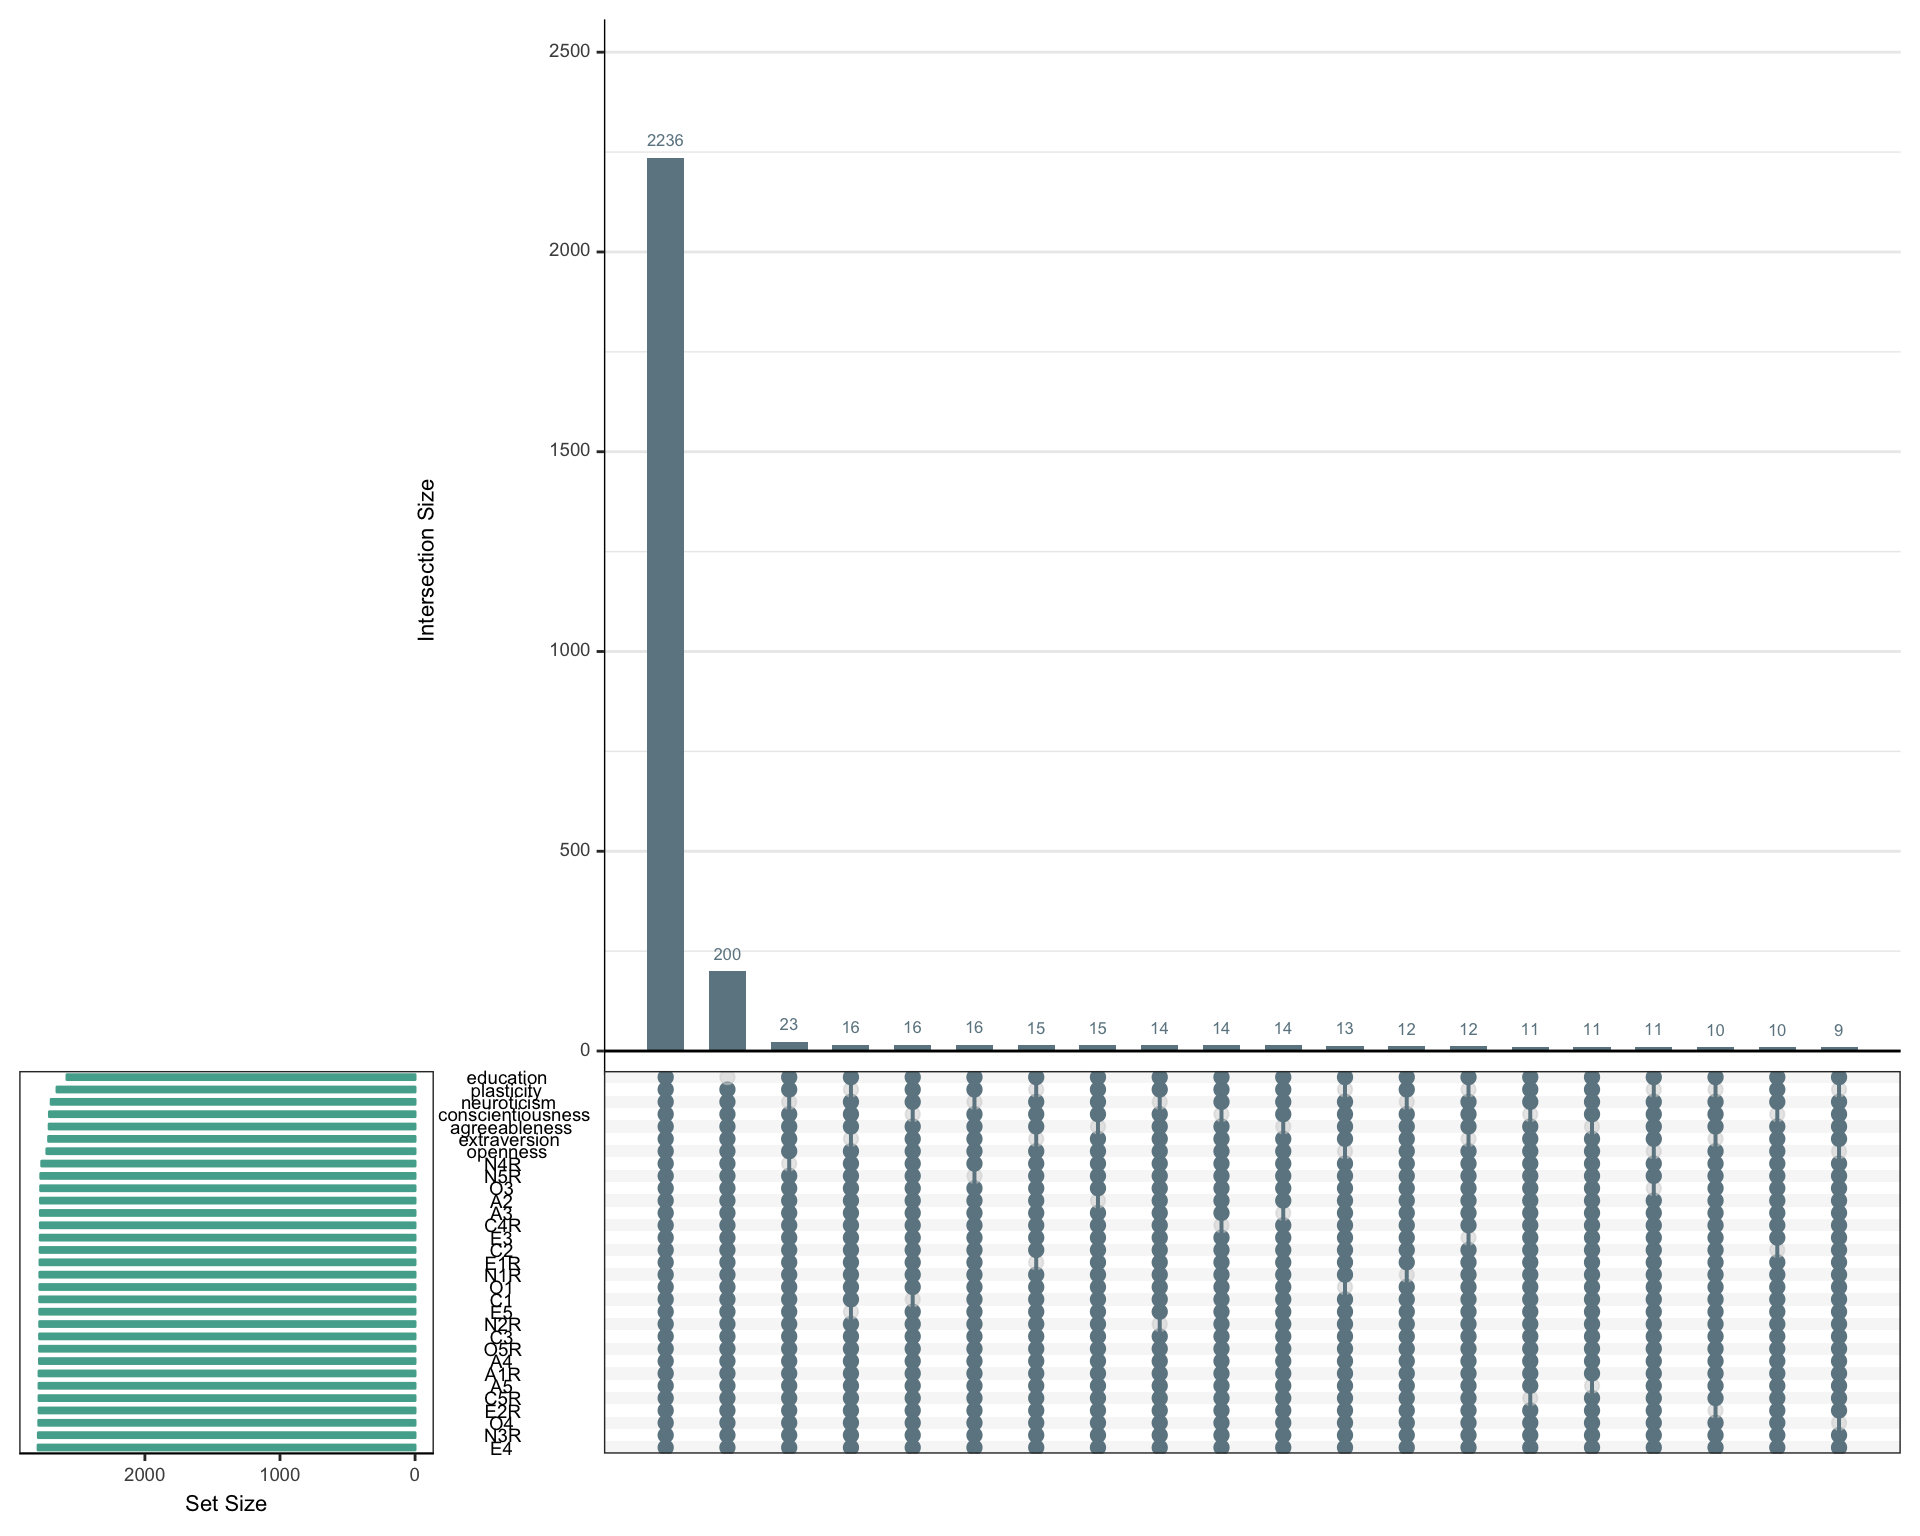 2500
2000
1500
1000
500
0
Intersection Size
2236
200
23
16
16
16
15
15
14
14
14
13
12
12
11
11
11
10
10
9
education
plasticity
neuroticism
conscientiousness
agreeableness
extraversion
openness
N4R
N5R
O3
A2
A3
C4R
E3
C2
E1R
N1R
O1
C1
E5
N2R
C3
O5R
A4
A1R
A5
C5R
E2R
O4
N3R
E4
2000
1000
0
Set Size